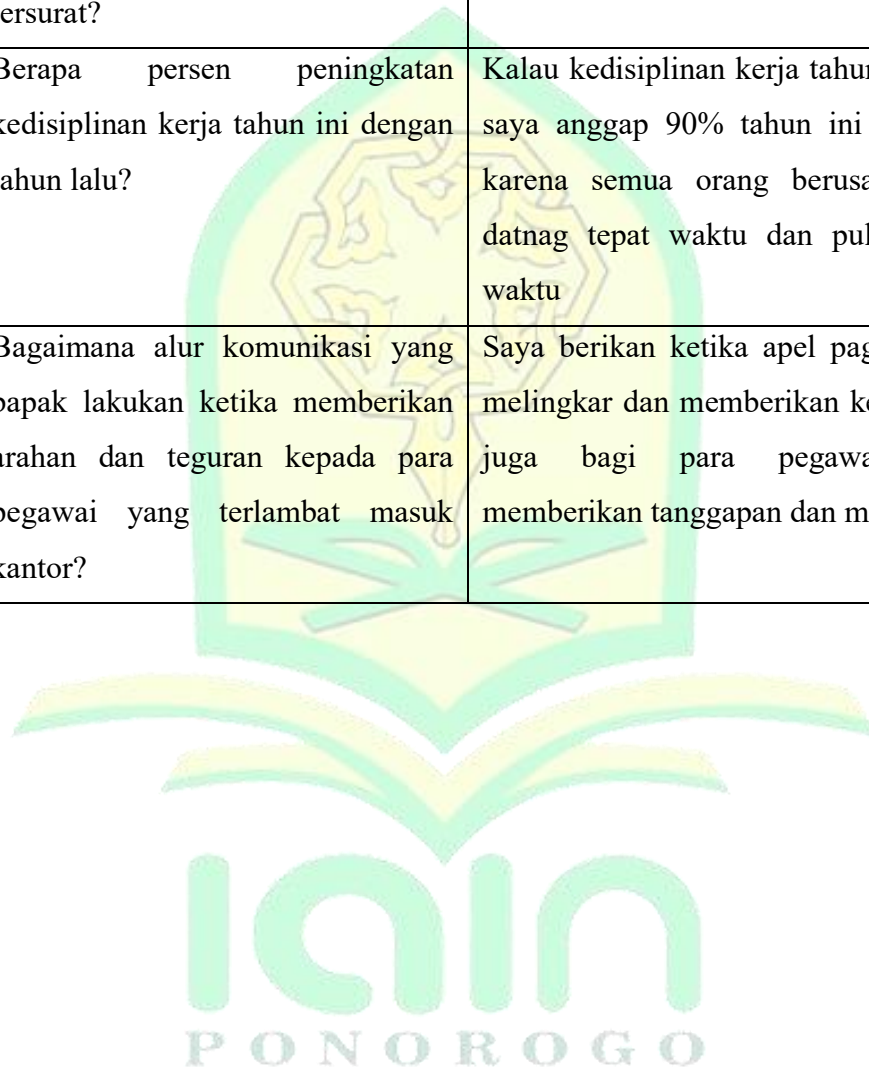 ersurat?
Berapa persen peningkatan
kedisiplinan kerja tahun ini dengan
ahun lalu?
Kalau kedisiplinan kerja tahun
saya anggap 90% tahun ini
karena semua orang berusa
datnag tepat waktu dan pul
waktu
Bagaimana alur komunikasi yang
bapak lakukan ketika memberikan
arahan dan teguran kepada para
pegawai yang terlambat masuk
kantor?
Saya berikan ketika apel pag
melingkar dan memberikan ke
juga bagi para pegawa
memberikan tanggapan dan m
iain
PONOROGO